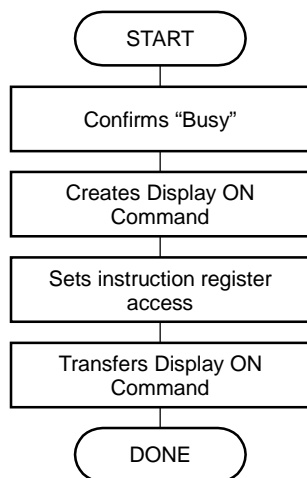 START
Confirms “Busy”
Creates Display ON
Command
Sets instruction register
access
Transfers Display ON
Command
DONE